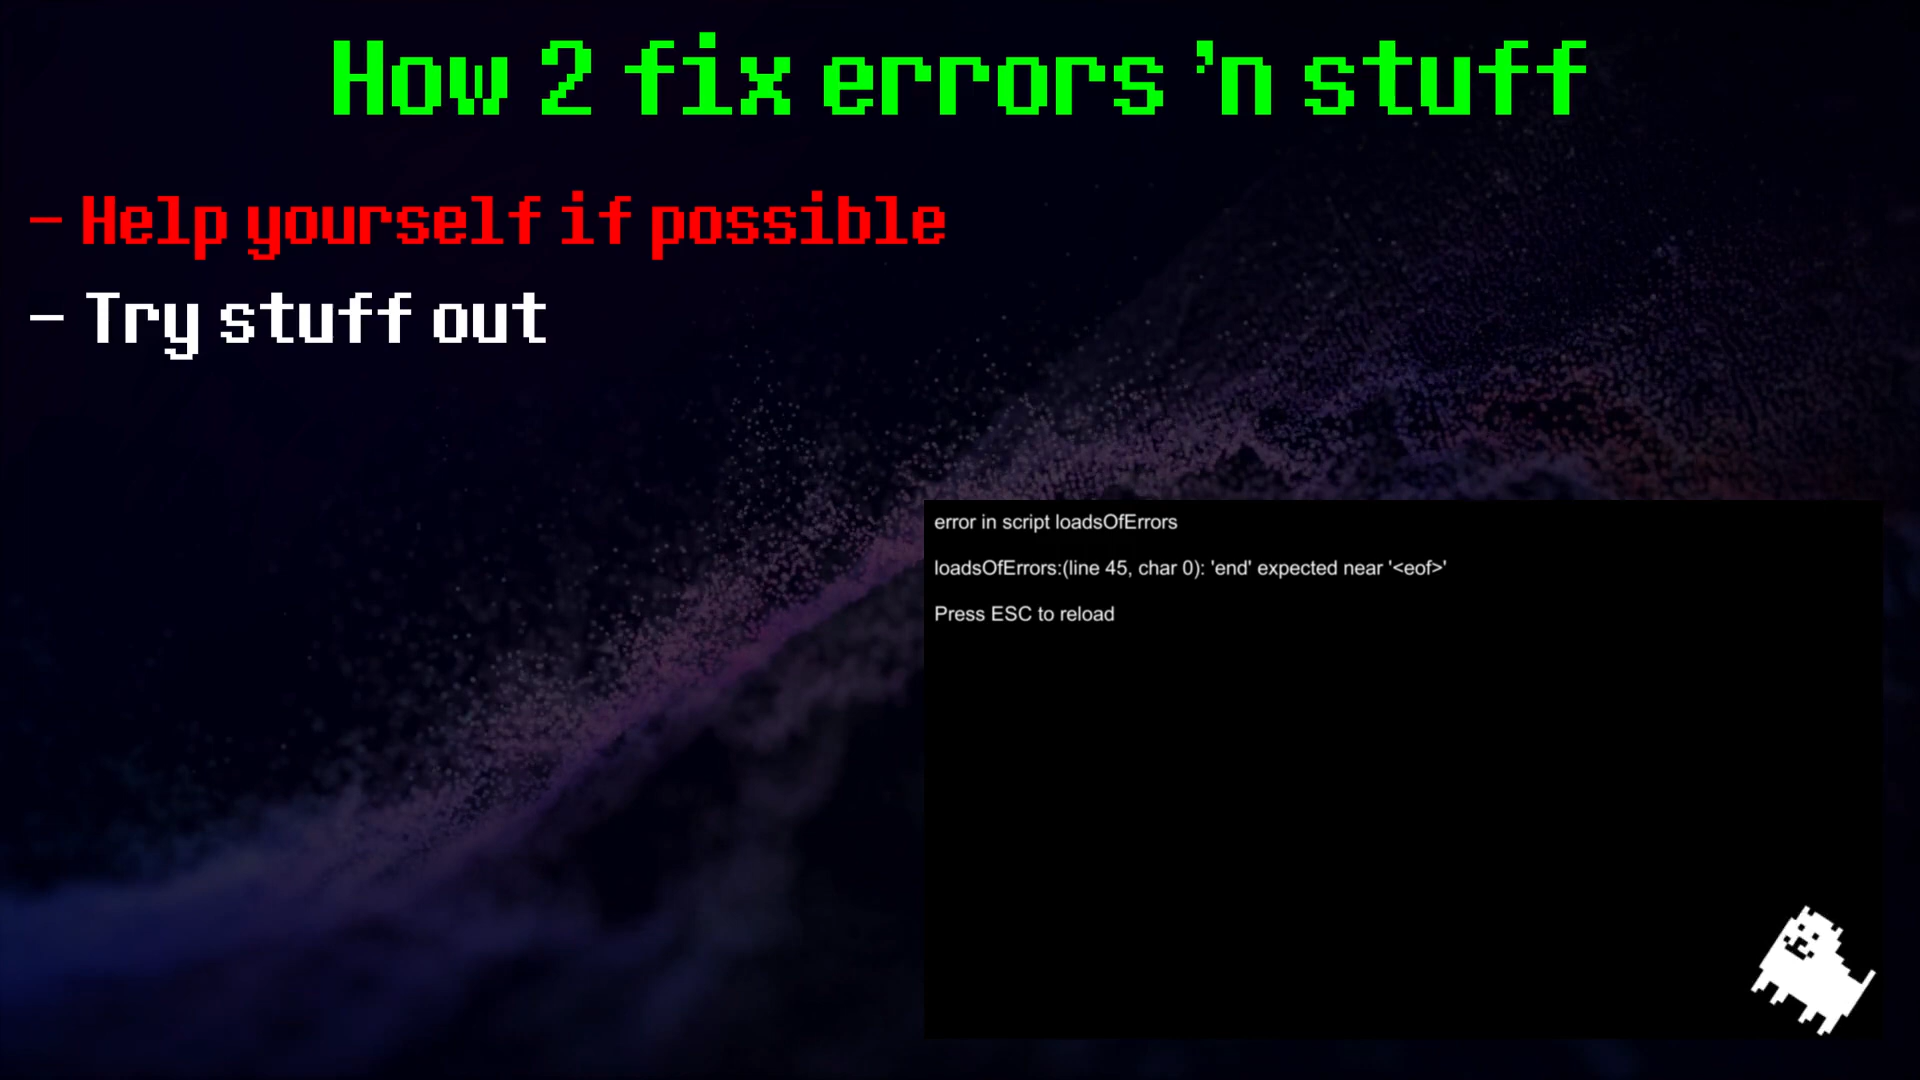 How 2 fix errors 'n stuff
- Help yourself if possible
- Try stuff out
error in script loadsOfErrors
loadsOfErrors:(line 45, char 0): 'end' expected near '<eof>'
Press ESC to reload